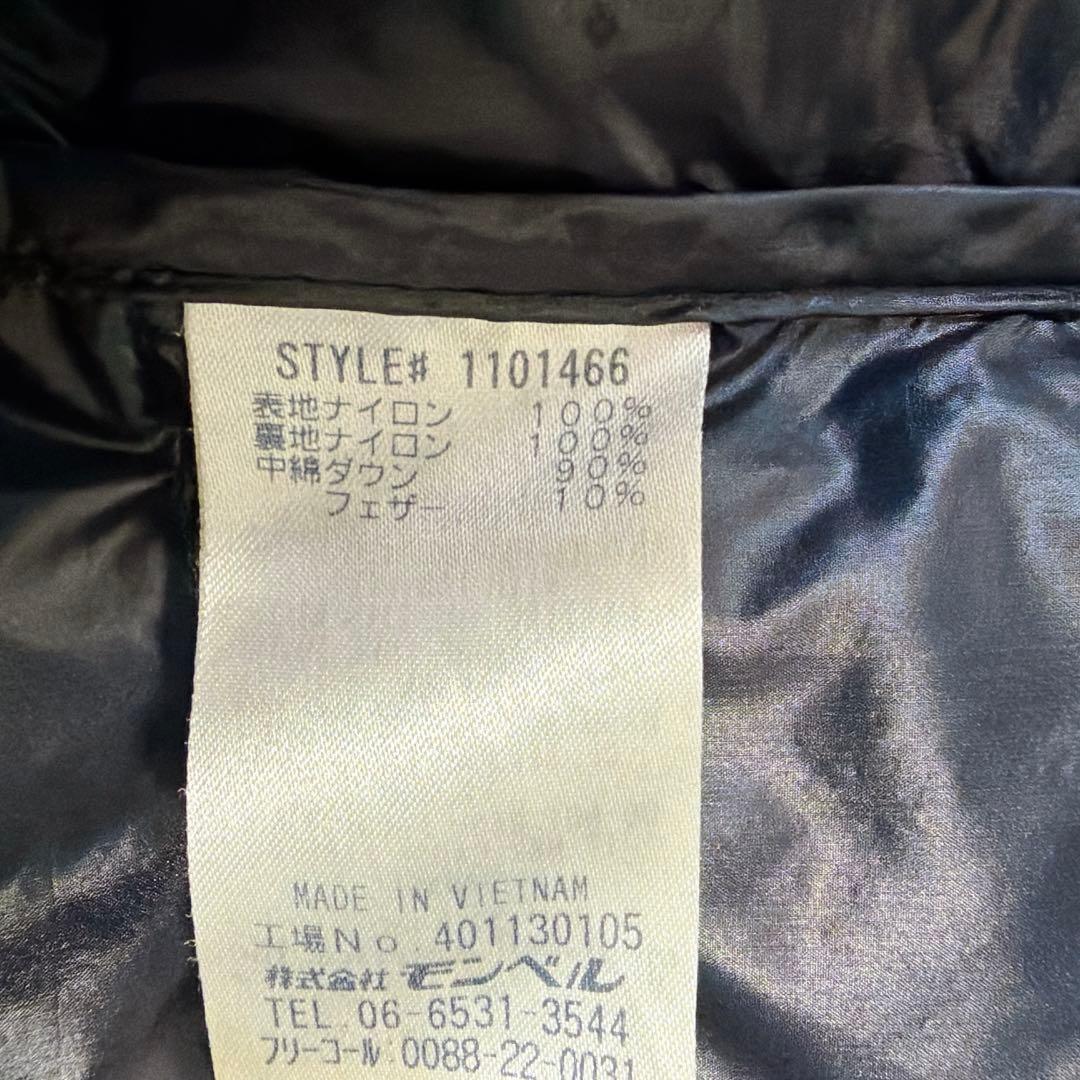 STYLE# 1101466
表地ナイロン 100%
裏地ナイロン 100%
中綿ダウン 90%
フェザー 10%
MADE IN VIETNAM
工場No.401130105
株式会社 モンベル
TEL.06-6531-3544
フリーコール 0088-22-0031